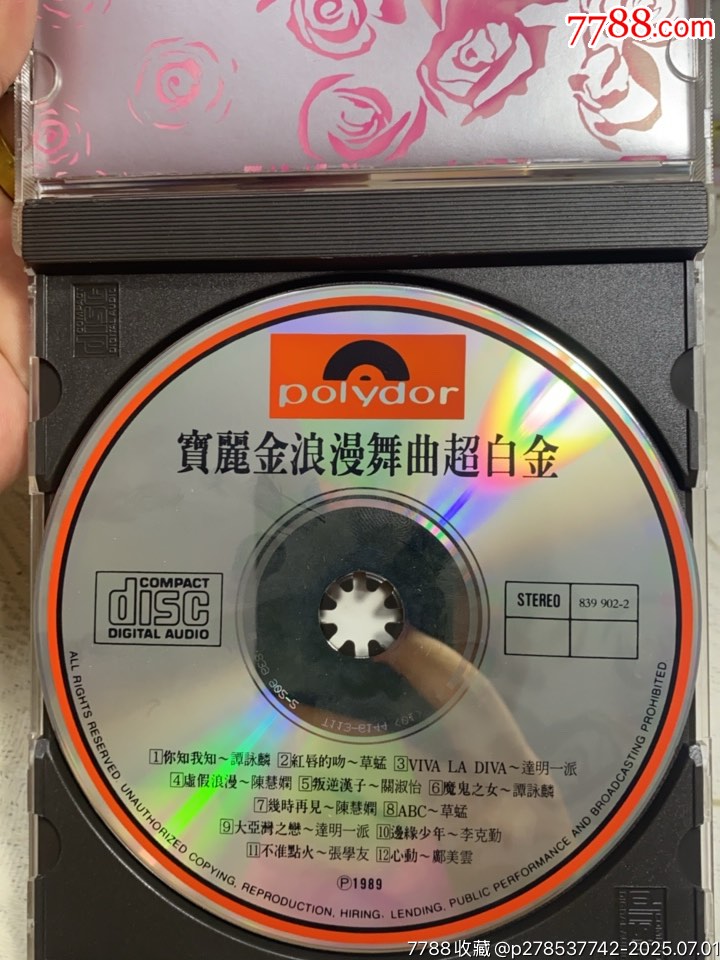 7788.com
COMPACT
disc
DIGITAL AUDIO
polydor
寶麗金浪漫舞曲超白金
COMPACT
disc
DIGITAL AUDIO
STEREO 839 902-2
1你知我知～譚詠麟 2紅唇的吻～草蜢 3VIVA LA DIVA～達明一派
4虛假浪漫～陳慧嫻 5叛逆漢子～關淑怡 6魔鬼之女～譚詠麟
7幾時再見～陳慧嫻 8ABC～草蜢
9大亞灣之戀～達明一派 10邊緣少年～李克勤
11不准點火～張學友 12心動～鄺美雲
Ⓟ1989
ALL RIGHTS RESERVED. UNAUTHORIZED COPYING, REPRODUCTION, HIRING, LENDING, PUBLIC PERFORMANCE AND BROADCASTING PROHIBITED
7788收藏@p278537742-2025.07.01